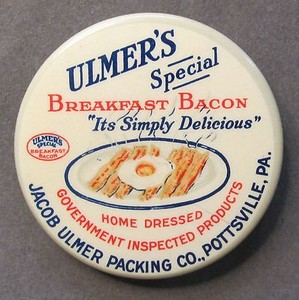 ULMER'S
Special
BREAKFAST BACON
"Its Simply Delicious"
ULMER'S
SPECIAL
BREAKFAST
BACON
HOME DRESSED
GOVERNMENT INSPECTED PRODUCTS
JACOB ULMER PACKING CO., POTTSVILLE, PA.